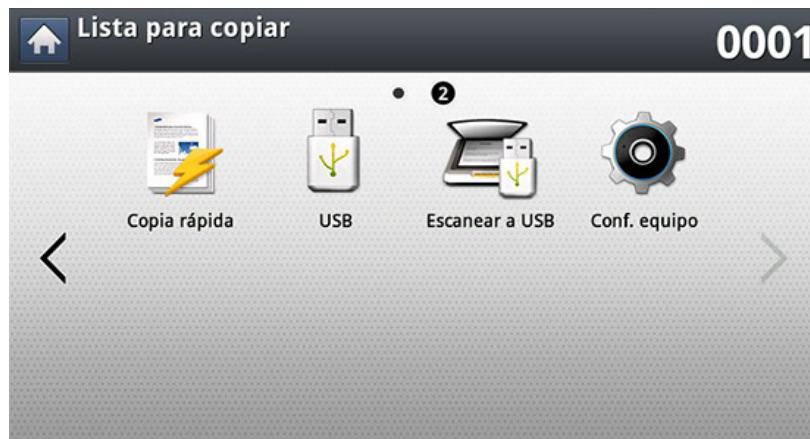 Lista para copiar
0001
2
Copia rápida
USB
Escanear a USB
Conf. equipo